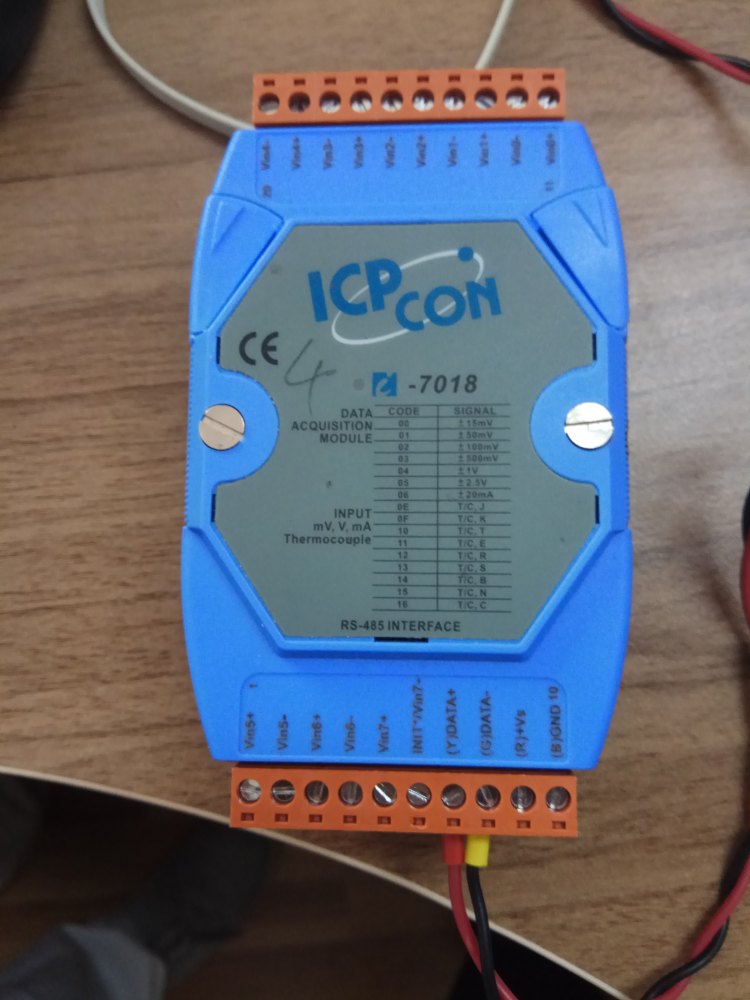 Vin4- Vin4+ Vin3- Vin3+ Vin2- Vin2+ Vin1- Vin1+ Vin0- Vin0+
20 11
ICP CON
CE
4
-7018
DATA ACQUISITION MODULE
CODE SIGNAL
00 ±15mV
01 ±50mV
02 ±100mV
03 ±500mV
04 ±1V
05 ±2.5V
06 ±20mA
0E T/C, J
0F T/C, K
10 T/C, T
11 T/C, E
12 T/C, R
13 T/C, S
14 T/C, B
15 T/C, N
16 T/C, C
INPUT
mV, V, mA
Thermocouple
RS-485 INTERFACE
Vin5+ 1 Vin5- Vin6+ Vin6- Vin7+ INIT*/Vin7- (Y)DATA+ (G)DATA- (R)+Vs (B)GND 10